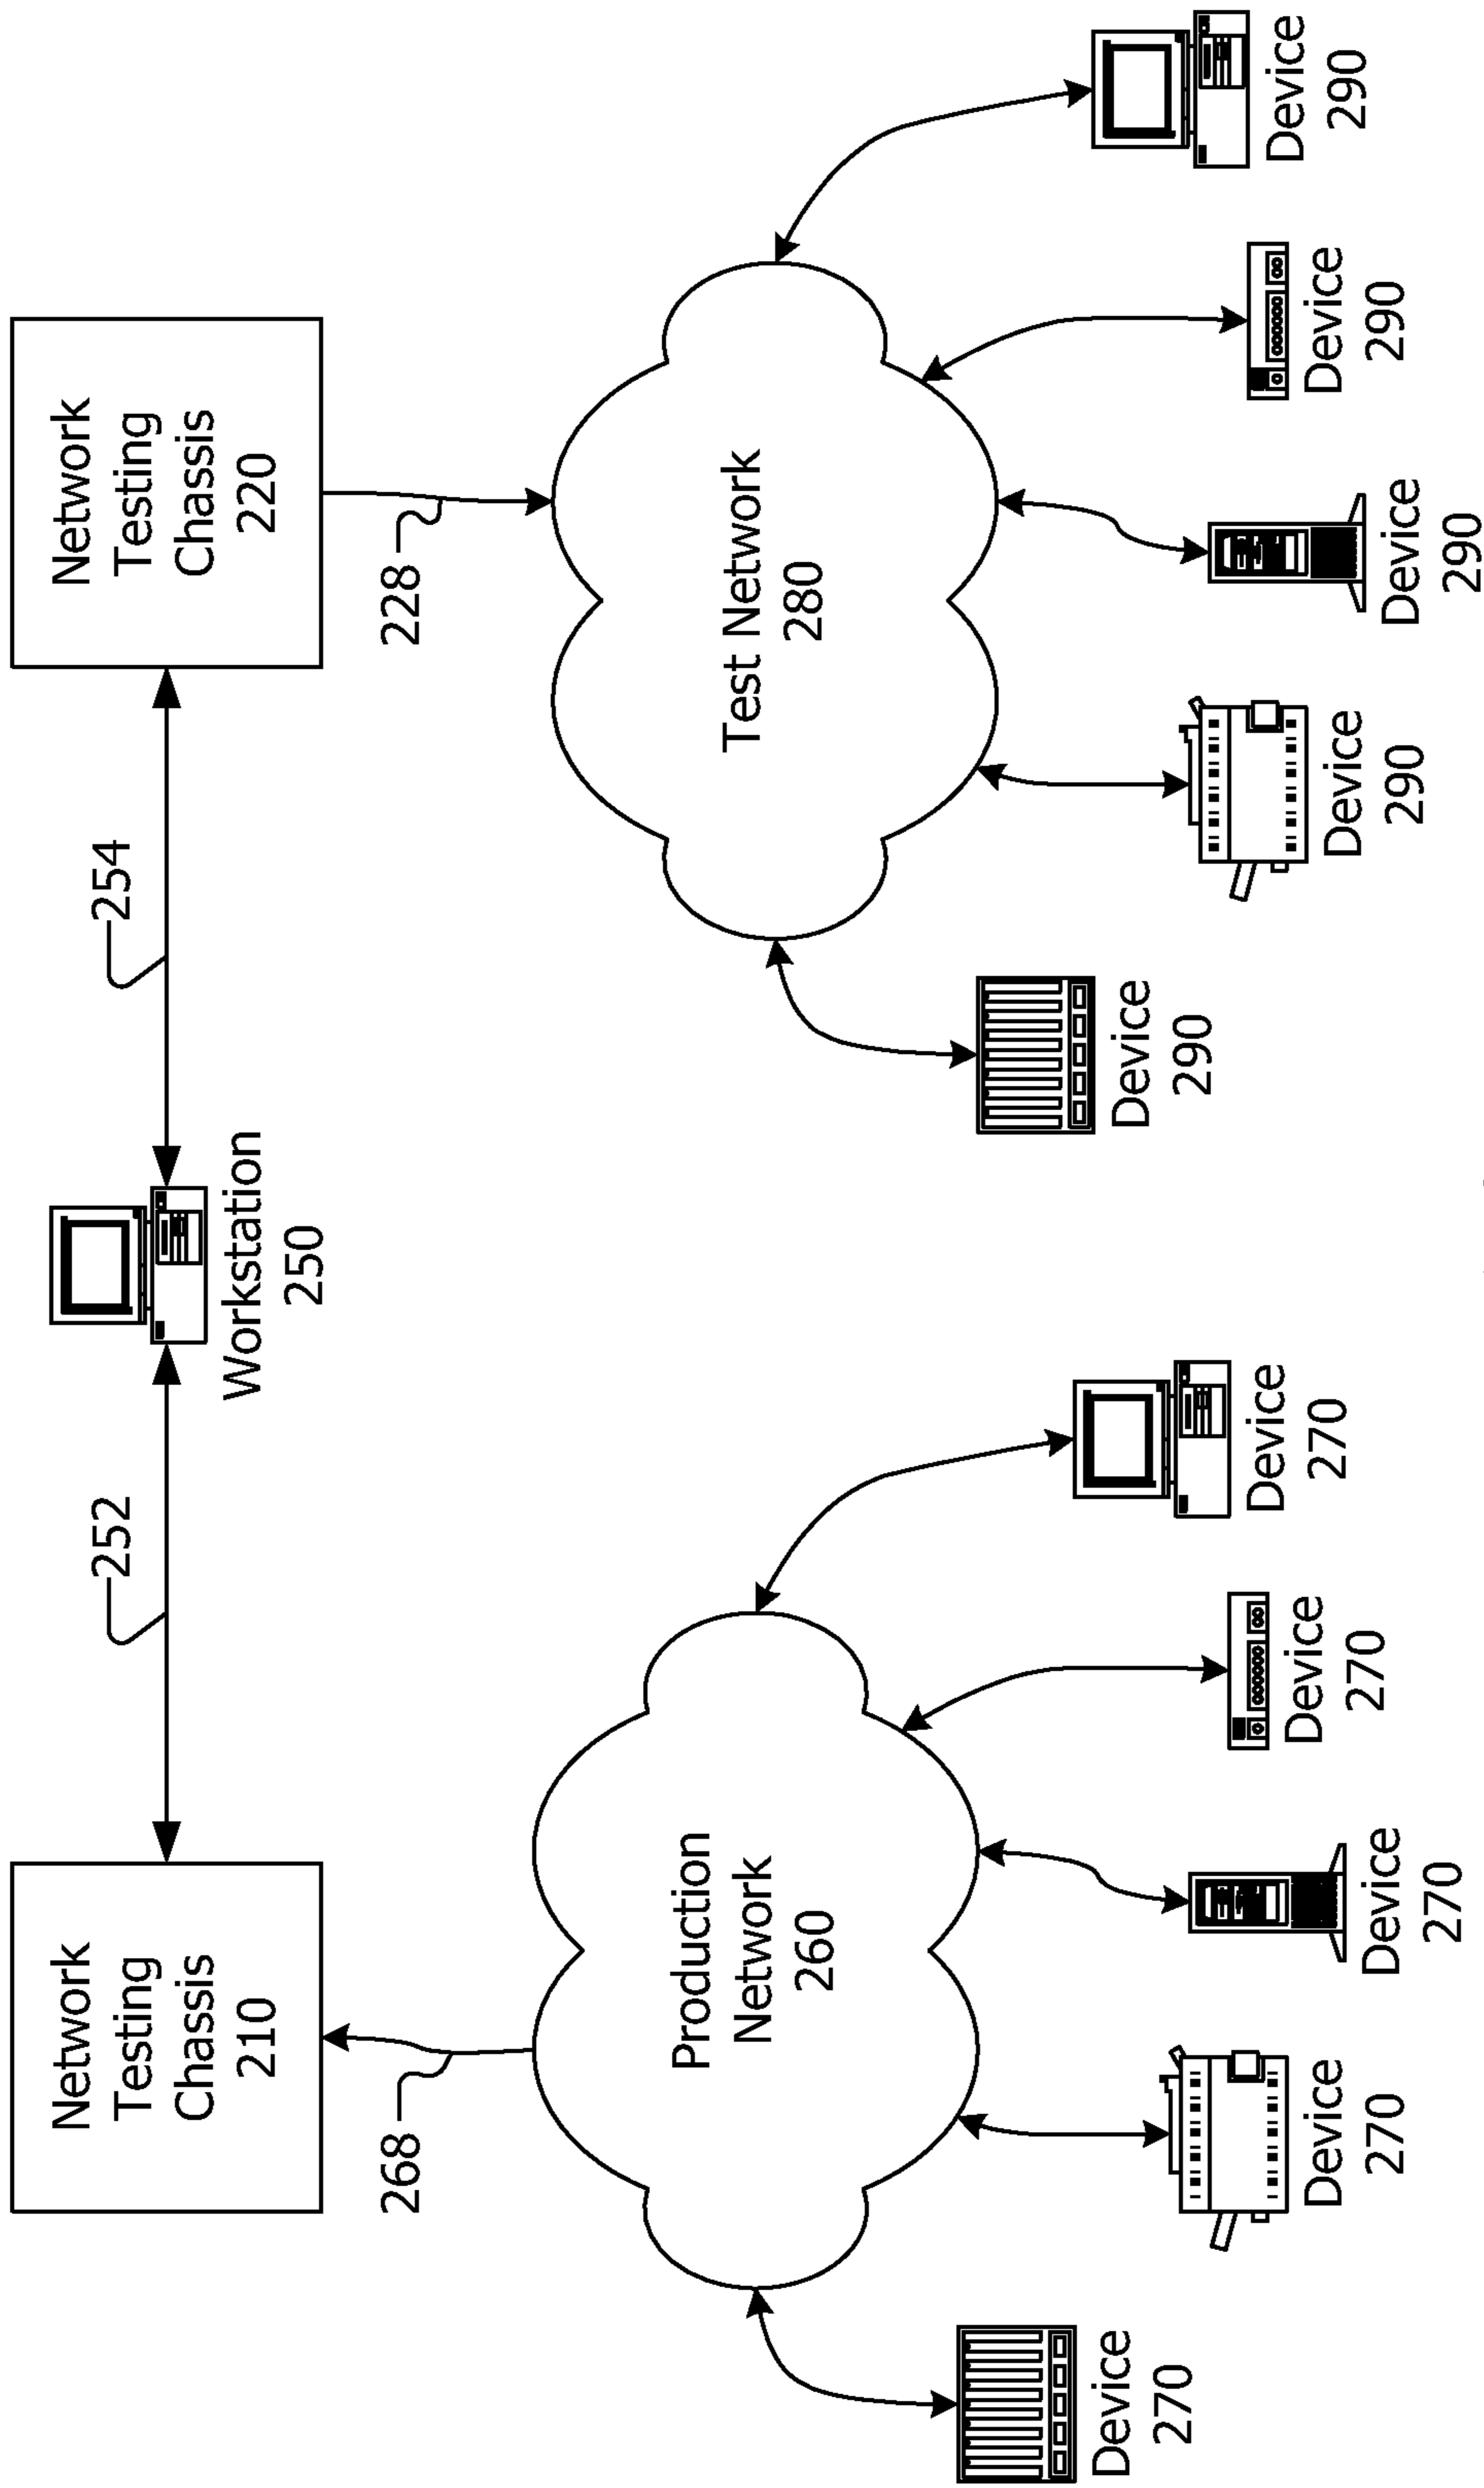 Network
Testing
Chassis
210
252
Workstation
250
254
Network
Testing
Chassis
220
268
228
Production
Network
260
Test Network
280
Device
270
Device
270
Device
270
Device
270
Device
270
Device
290
Device
290
Device
290
Device
290
Device
290